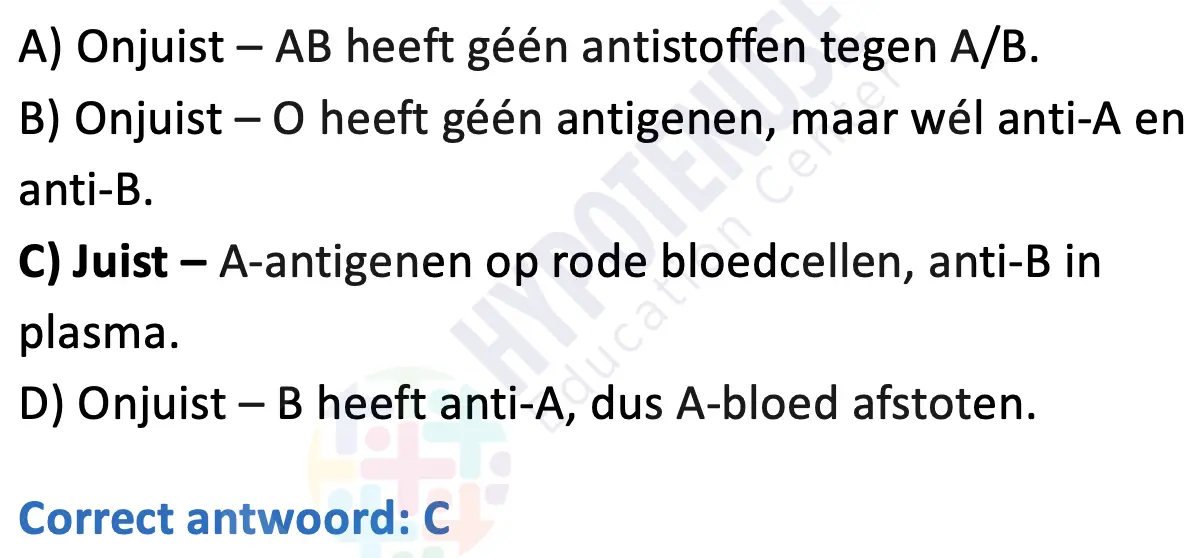 A) Onjuist – AB heeft géén antistoffen tegen A/B.
B) Onjuist – O heeft géén antigenen, maar wél anti-A en
anti-B.
C) Juist – A-antigenen op rode bloedcellen, anti-B in
plasma.
D) Onjuist – B heeft anti-A, dus A-bloed afstoten.
Correct antwoord: C
HYPOTENUSE
Education Center